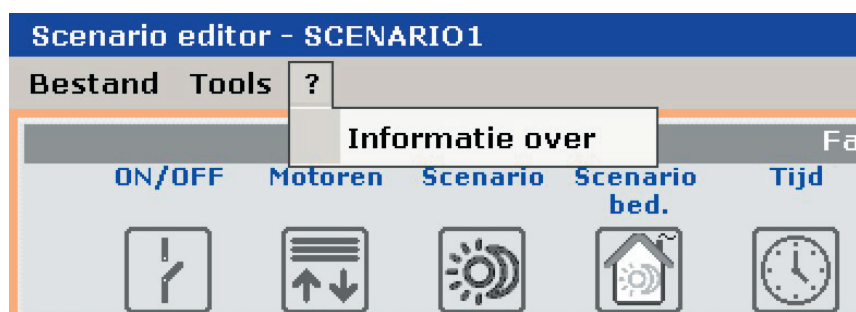 Scenario editor - SCENARIO1
Bestand Tools ?
Informatie over
ON/OFF Motoren Scenario Scenario bed. Tijd